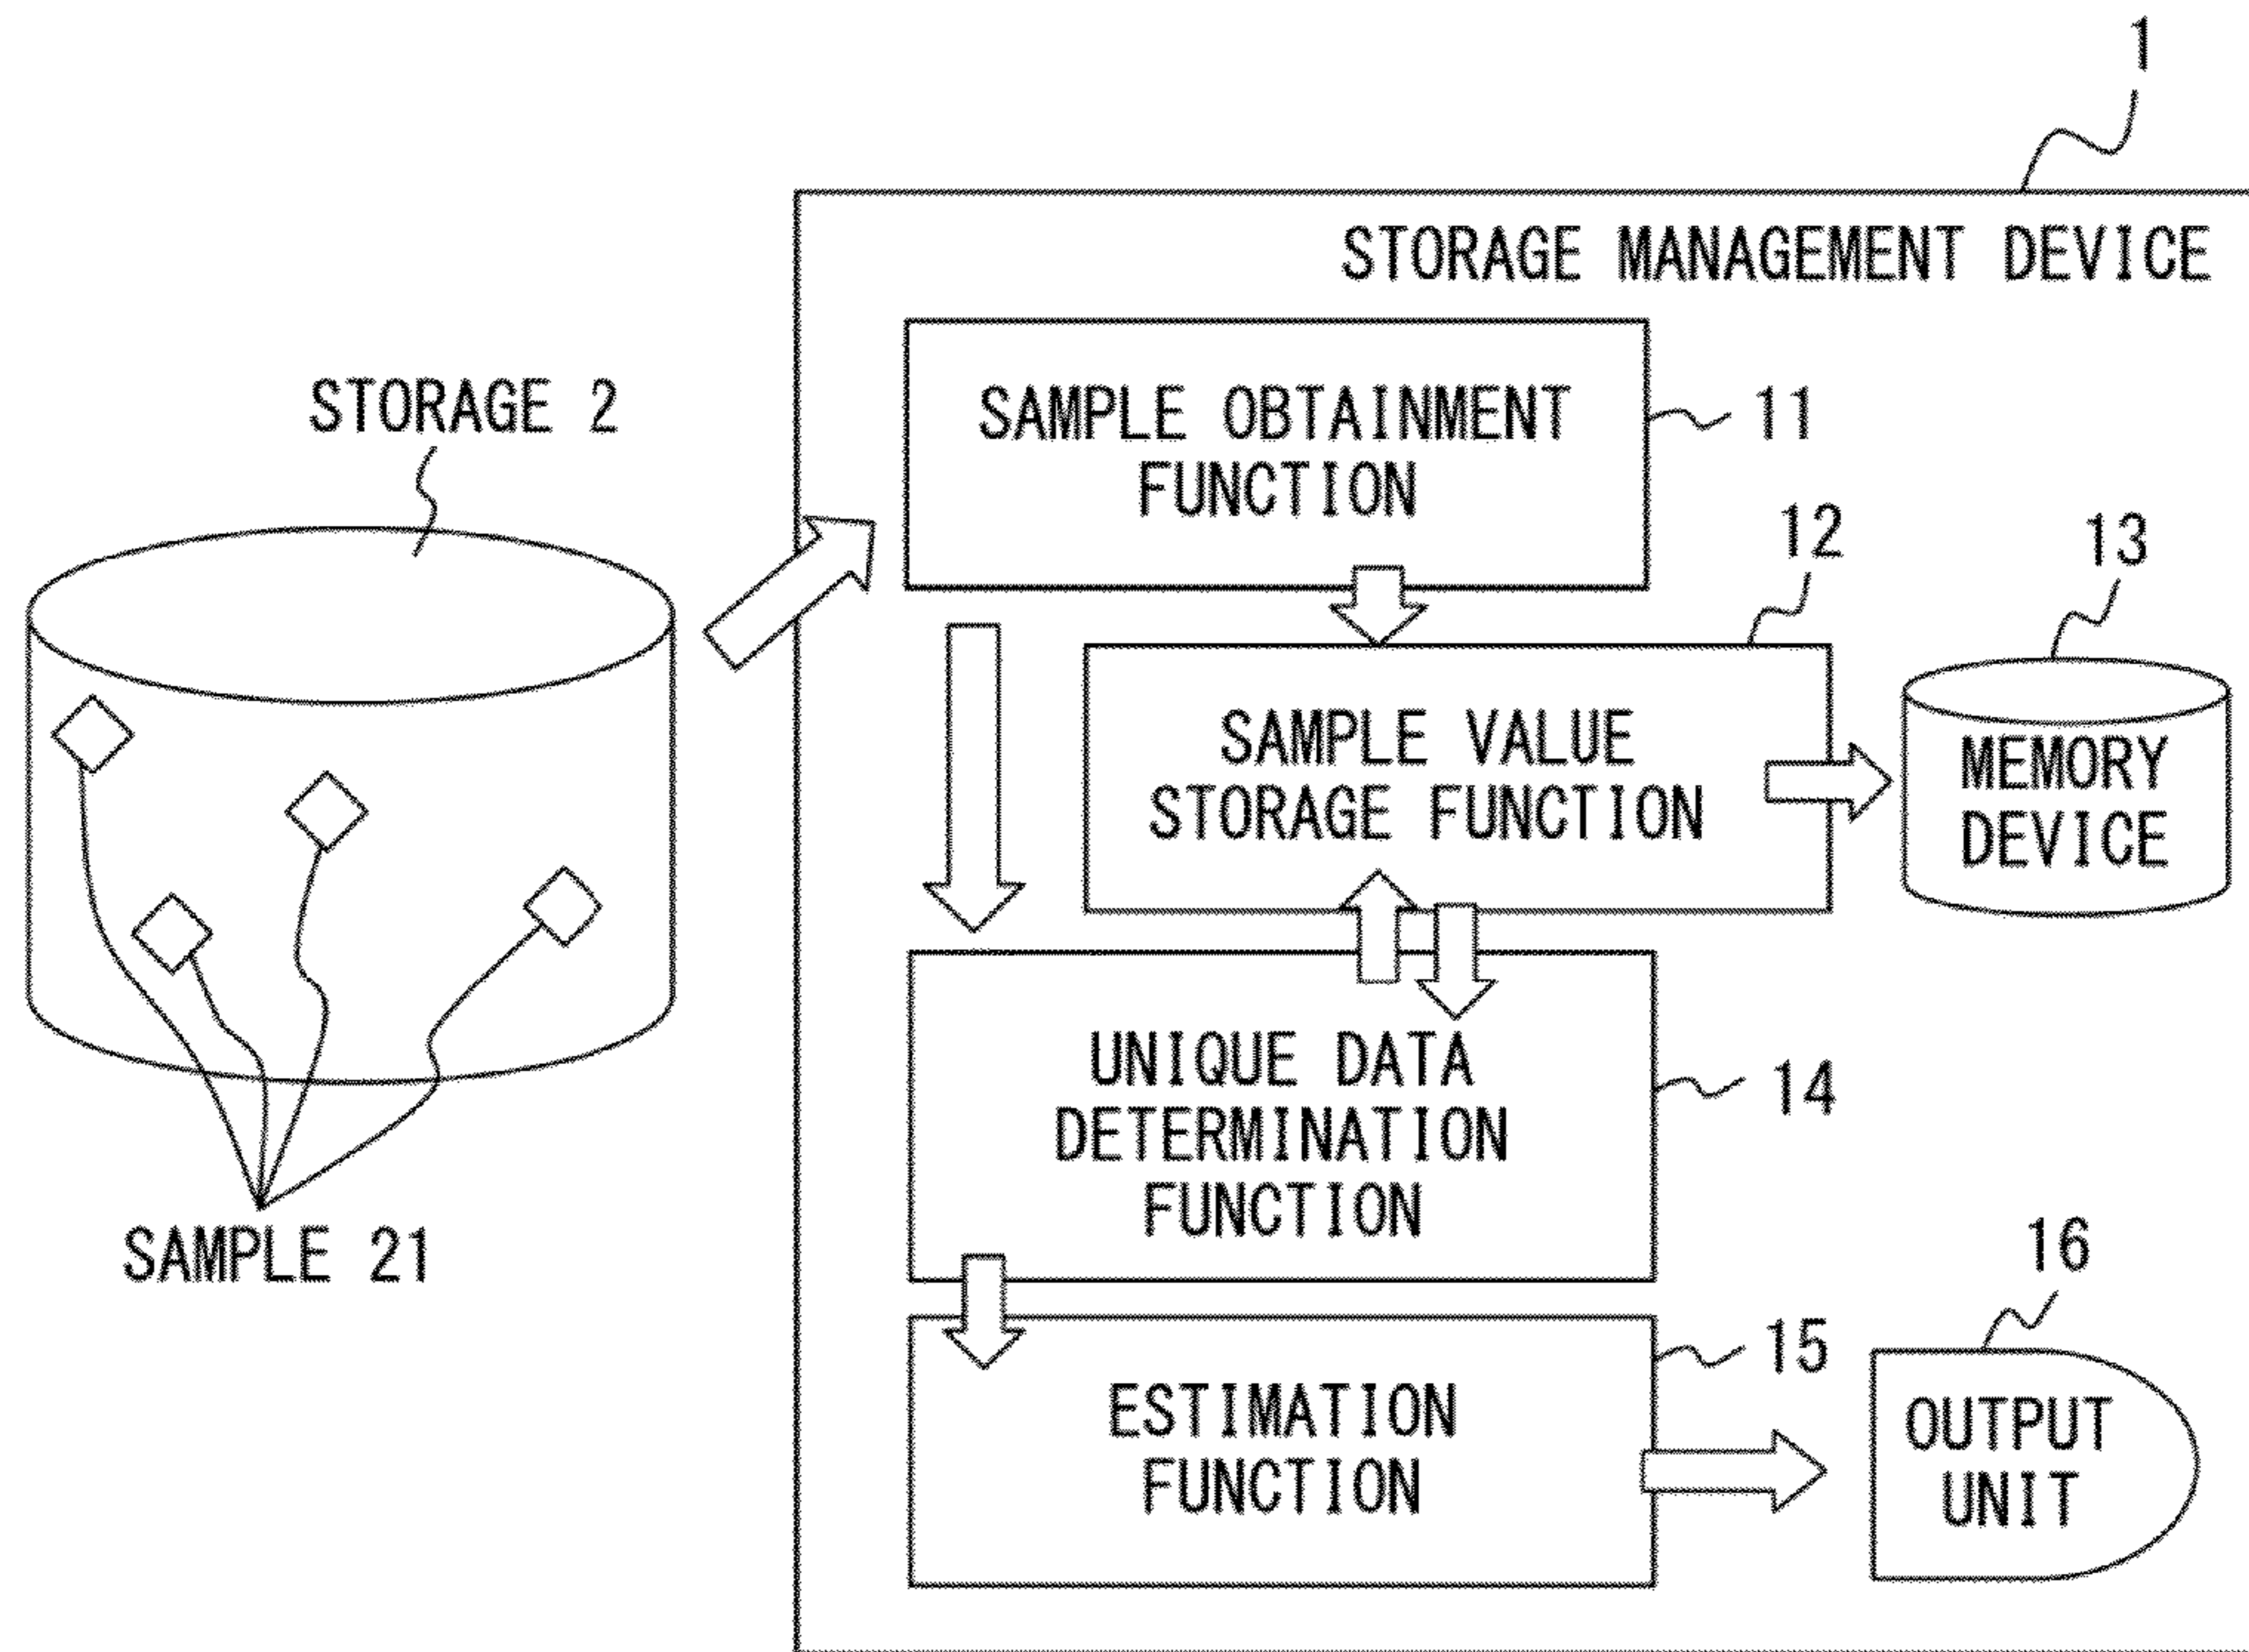 1
STORAGE MANAGEMENT DEVICE
STORAGE 2
SAMPLE OBTAINMENT
FUNCTION
11
12
13
SAMPLE VALUE
STORAGE FUNCTION
MEMORY
DEVICE
UNIQUE DATA
DETERMINATION
FUNCTION
14
SAMPLE 21
16
15
ESTIMATION
FUNCTION
OUTPUT
UNIT